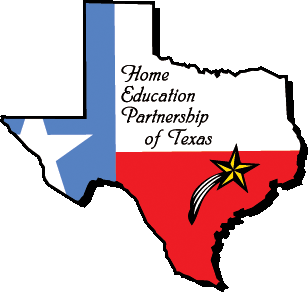 Home
Education
Partnership
of Texas